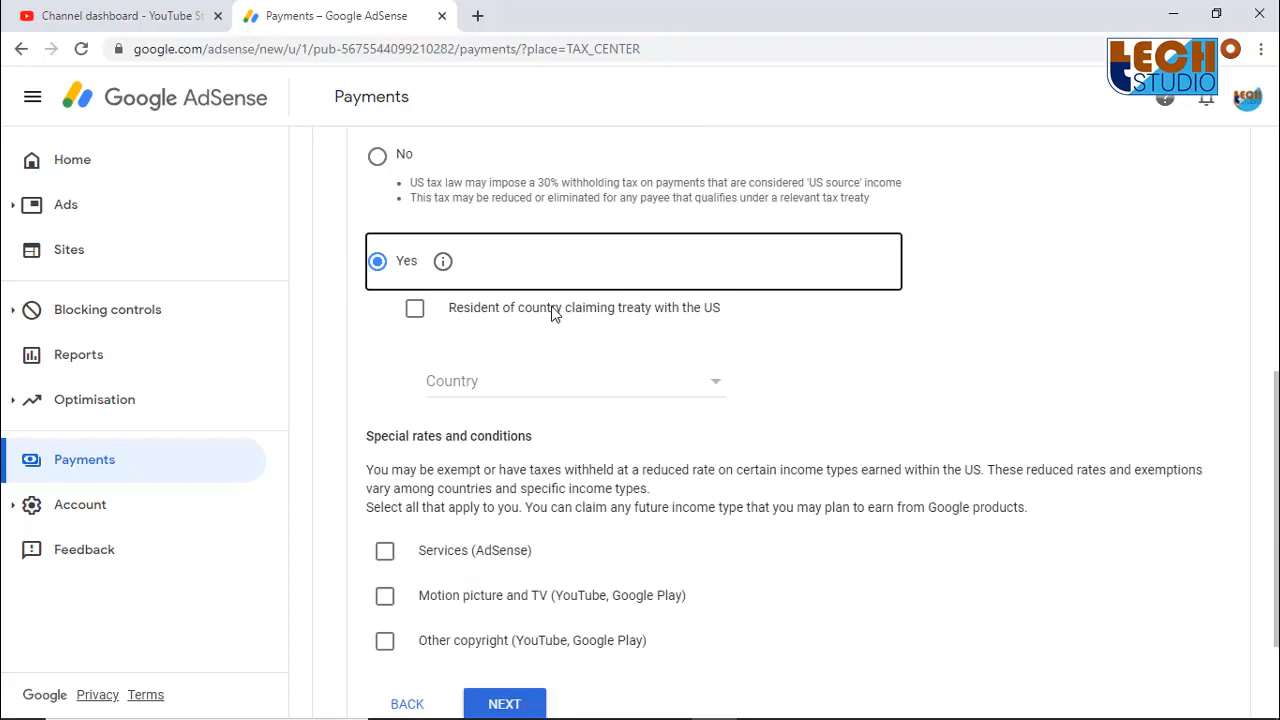 Channel dashboard - YouTube St
Payments – Google AdSense
google.com/adsense/new/u/1/pub-5675544099210282/payments/?place=TAX_CENTER
TECHO
STUDIO
Google AdSense
Payments
Home
Ads
Sites
Blocking controls
Reports
Optimisation
Payments
Account
Feedback
Google Privacy Terms
No
• US tax law may impose a 30% withholding tax on payments that are considered 'US source' income
• This tax may be reduced or eliminated for any payee that qualifies under a relevant tax treaty
Yes
Resident of country claiming treaty with the US
Country
Special rates and conditions
You may be exempt or have taxes withheld at a reduced rate on certain income types earned within the US. These reduced rates and exemptions
vary among countries and specific income types.
Select all that apply to you. You can claim any future income type that you may plan to earn from Google products.
Services (AdSense)
Motion picture and TV (YouTube, Google Play)
Other copyright (YouTube, Google Play)
BACK NEXT